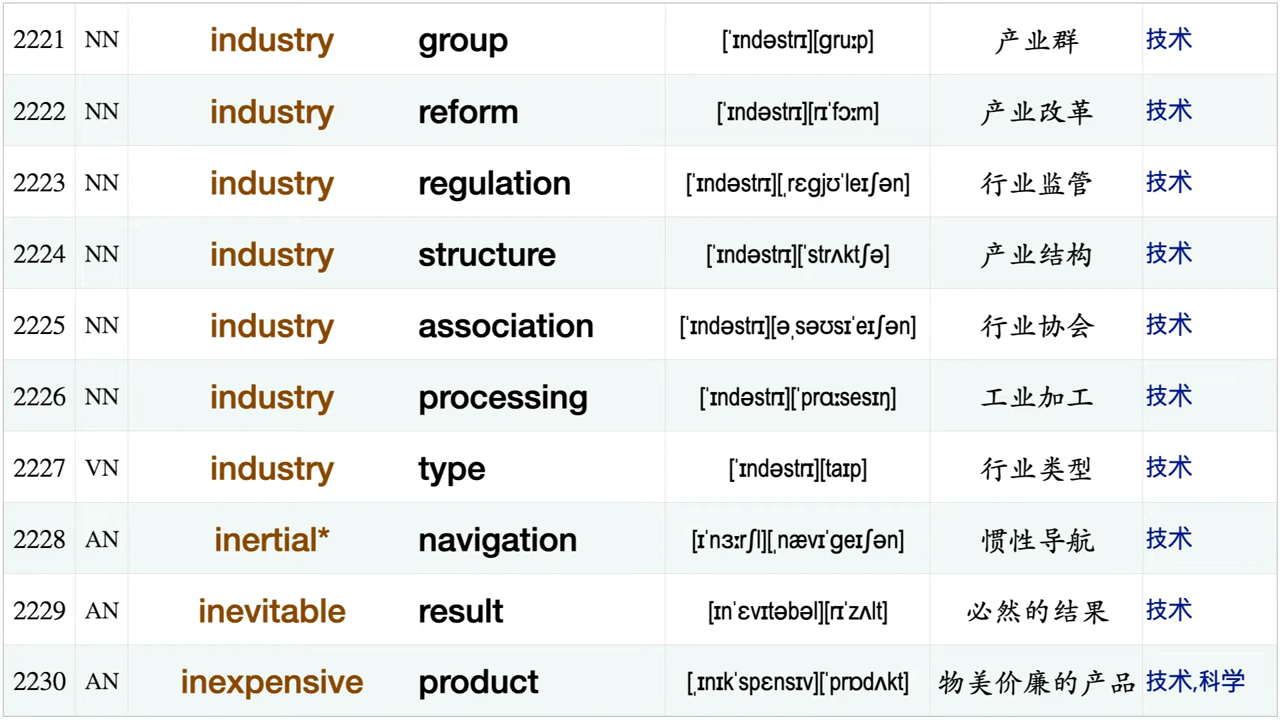 2221 NN industry group [ˈɪndəstrɪ][gruːp] 产业群 技术
2222 NN industry reform [ˈɪndəstrɪ][rɪˈfɔːm] 产业改革 技术
2223 NN industry regulation [ˈɪndəstrɪ][ˌrɛgjʊˈleɪʃən] 行业监管 技术
2224 NN industry structure [ˈɪndəstrɪ][ˈstrʌktʃə] 产业结构 技术
2225 NN industry association [ˈɪndəstrɪ][əˌsəʊsɪˈeɪʃən] 行业协会 技术
2226 NN industry processing [ˈɪndəstrɪ][ˈprɑɪsesɪŋ] 工业加工 技术
2227 VN industry type [ˈɪndəstrɪ][taɪp] 行业类型 技术
2228 AN inertial* navigation [ɪˈnɜːrʃl][ˌnævɪˈgeɪʃən] 惯性导航 技术
2229 AN inevitable result [ɪnˈɛvɪtəbəl][rɪˈzʌlt] 必然的结果 技术
2230 AN inexpensive product [ˌɪnɪkˈspɛnsɪv][ˈprɒdʌkt] 物美价廉的产品 技术,科学